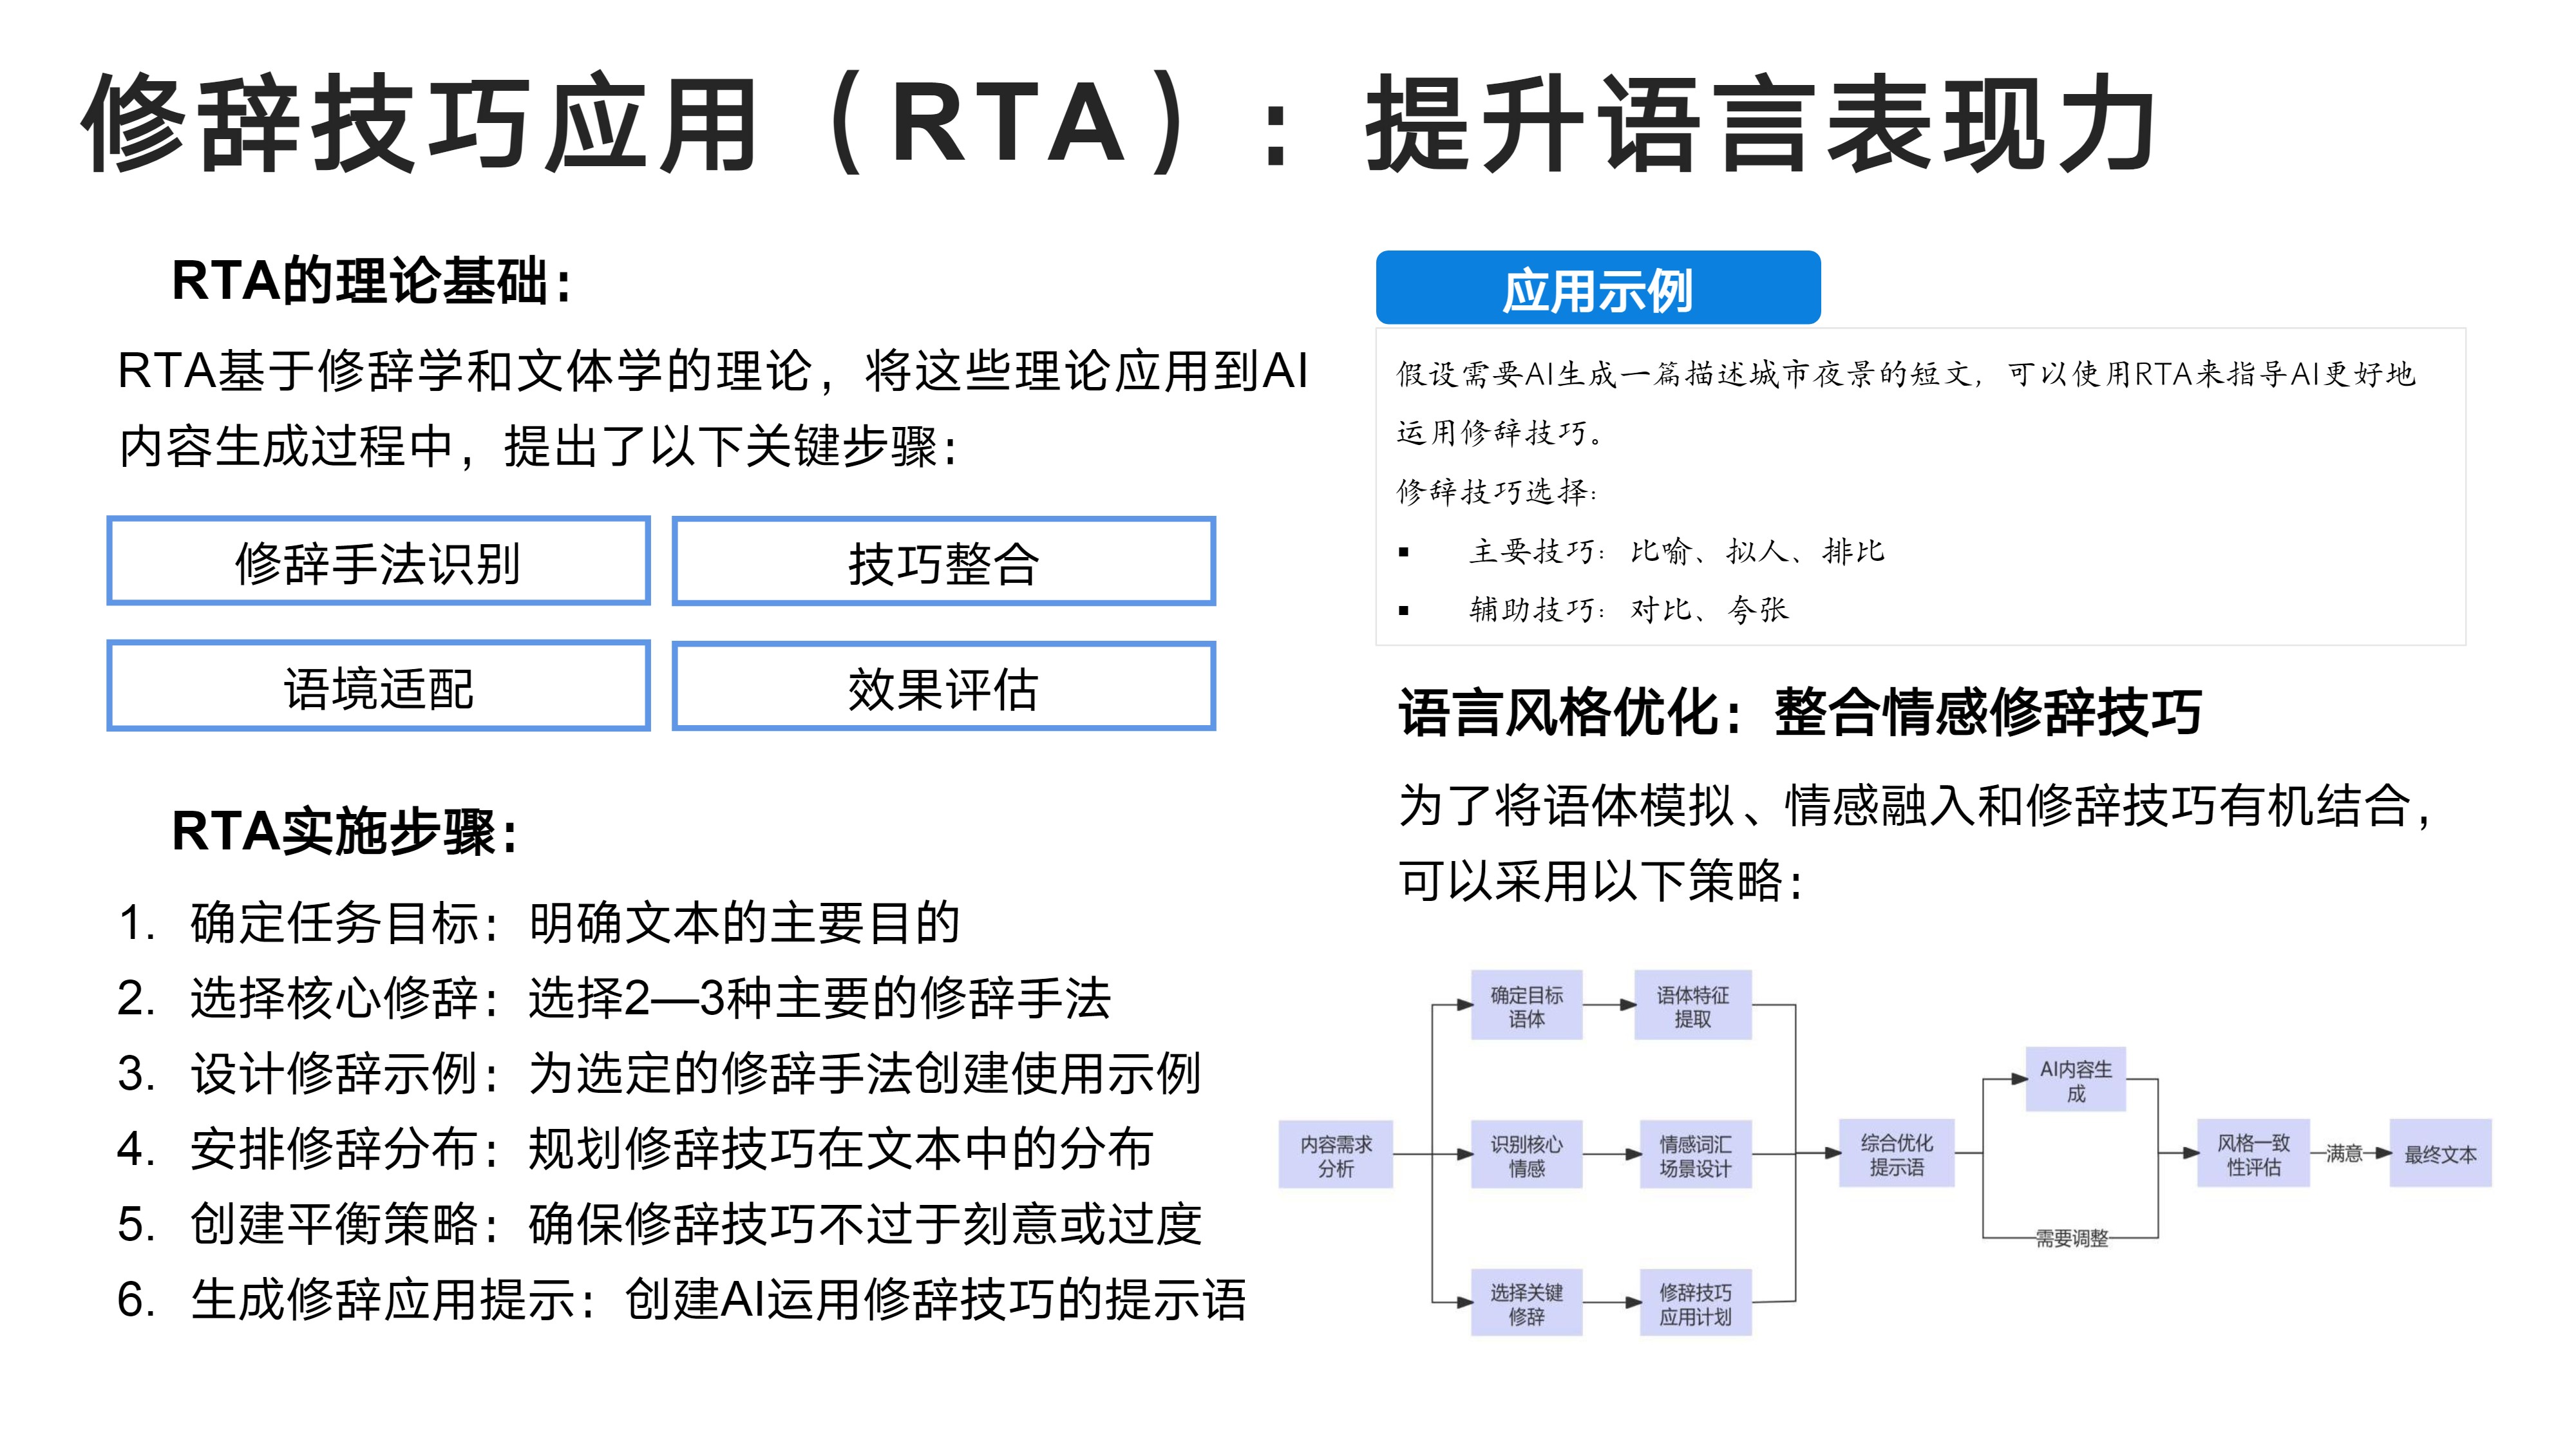 修辞技巧应用（RTA）：提升语言表现力
RTA的理论基础：
RTA基于修辞学和文体学的理论，将这些理论应用到AI
内容生成过程中，提出了以下关键步骤：
修辞手法识别
技巧整合
语境适配
效果评估
RTA实施步骤：
1. 确定任务目标：明确文本的主要目的
2. 选择核心修辞：选择2—3种主要的修辞手法
3. 设计修辞示例：为选定的修辞手法创建使用示例
4. 安排修辞分布：规划修辞技巧在文本中的分布
5. 创建平衡策略：确保修辞技巧不过于刻意或过度
6. 生成修辞应用提示：创建AI运用修辞技巧的提示语
应用示例
假设需要AI生成一篇描述城市夜景的短文，可以使用RTA来指导AI更好地
运用修辞技巧。
修辞技巧选择：
▪ 主要技巧：比喻、拟人、排比
▪ 辅助技巧：对比、夸张
语言风格优化：整合情感修辞技巧
为了将语体模拟、情感融入和修辞技巧有机结合，
可以采用以下策略：
内容需求
分析
确定目标
语体
语体特征
提取
识别核心
情感
情感词汇
场景设计
选择关键
修辞
修辞技巧
应用计划
综合优化
提示语
AI内容生
成
需要调整
风格一致
性评估
满意
最终文本